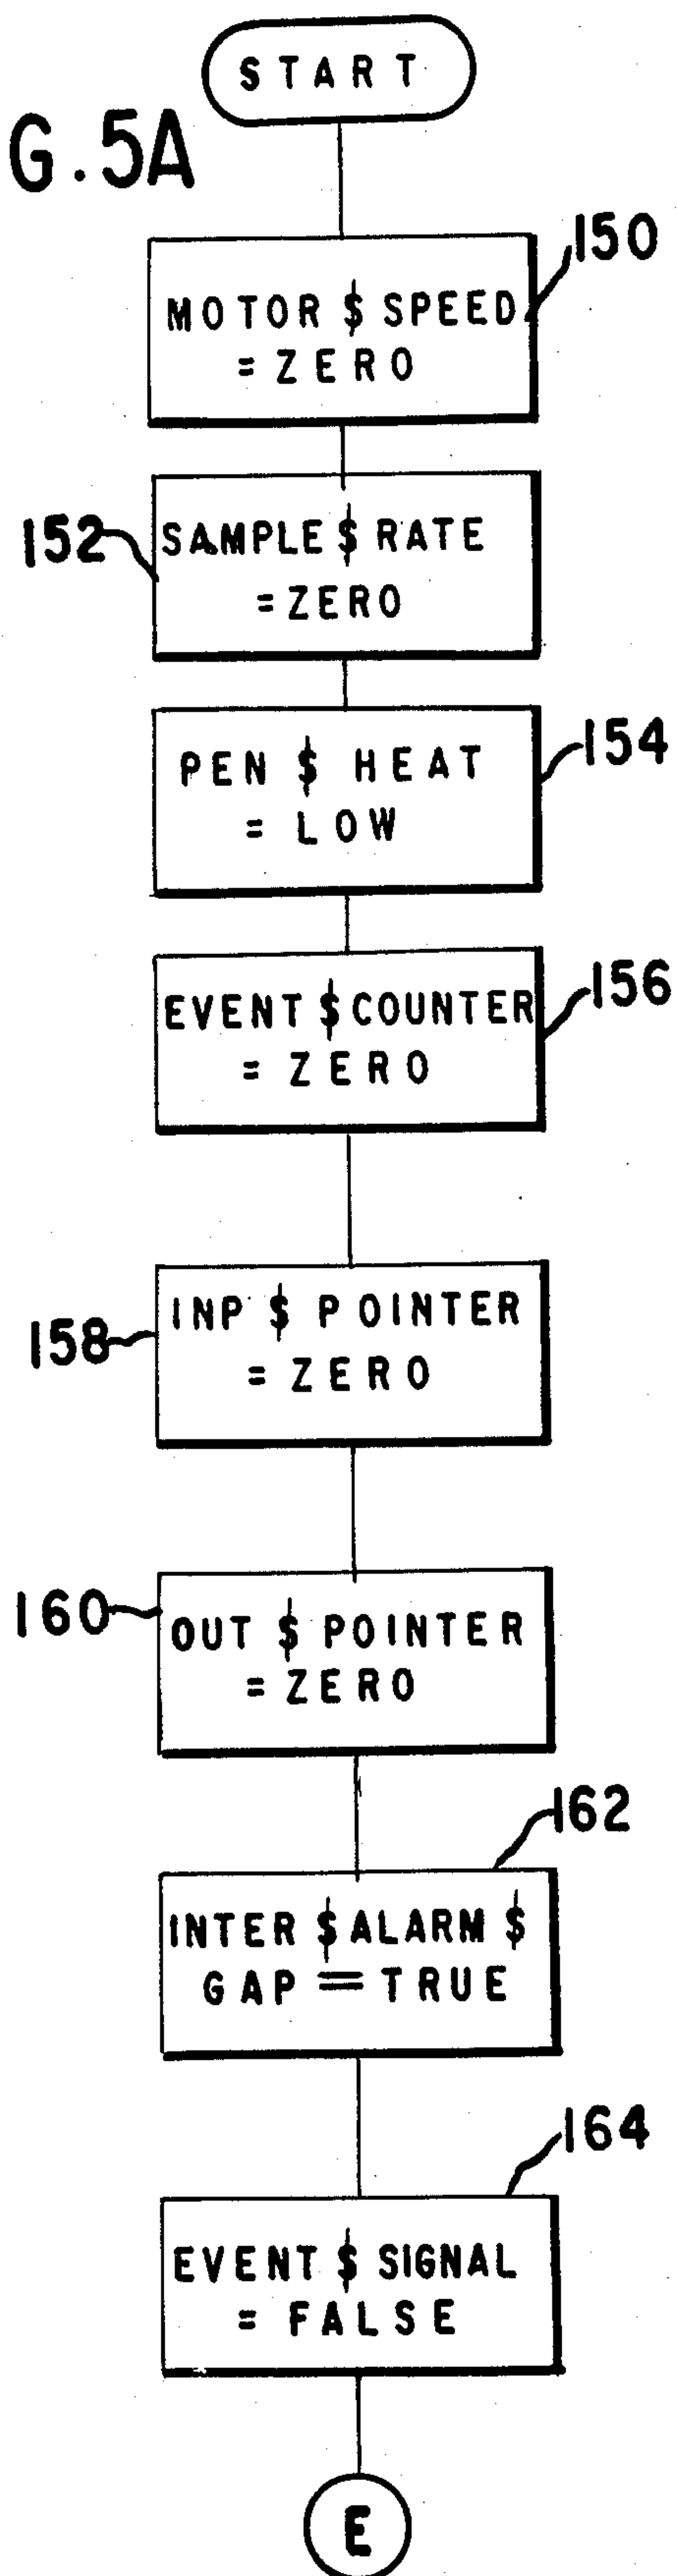 START
G.5A
150
MOTOR $ SPEED
= ZERO
152
SAMPLE $ RATE
= ZERO
154
PEN $ HEAT
= LOW
156
EVENT $ COUNTER
= ZERO
158
INP $ POINTER
= ZERO
160
OUT $ POINTER
= ZERO
162
INTER $ ALARM $
GAP = TRUE
164
EVENT $ SIGNAL
= FALSE
E